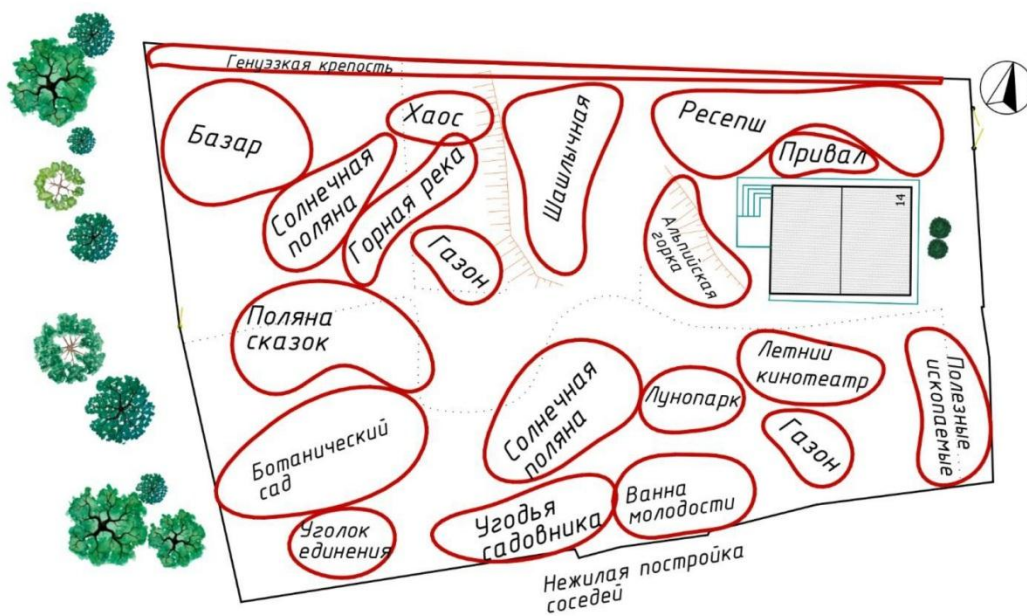 Генуэзкая крепость
Базар
Хаос
Солнечная
поляна
Горная река
Газон
Шашлычная
Ресепш
Привал
14
Альпийская
горка
Поляна
сказок
Солнечная
поляна
Лунопарк
Летний
кинотеатр
Газон
Полезные
ископаемые
Ботанический
сад
Уголок
единения
Угодья
садовника
Ванна
молодости
Нежилая постройка
соседей